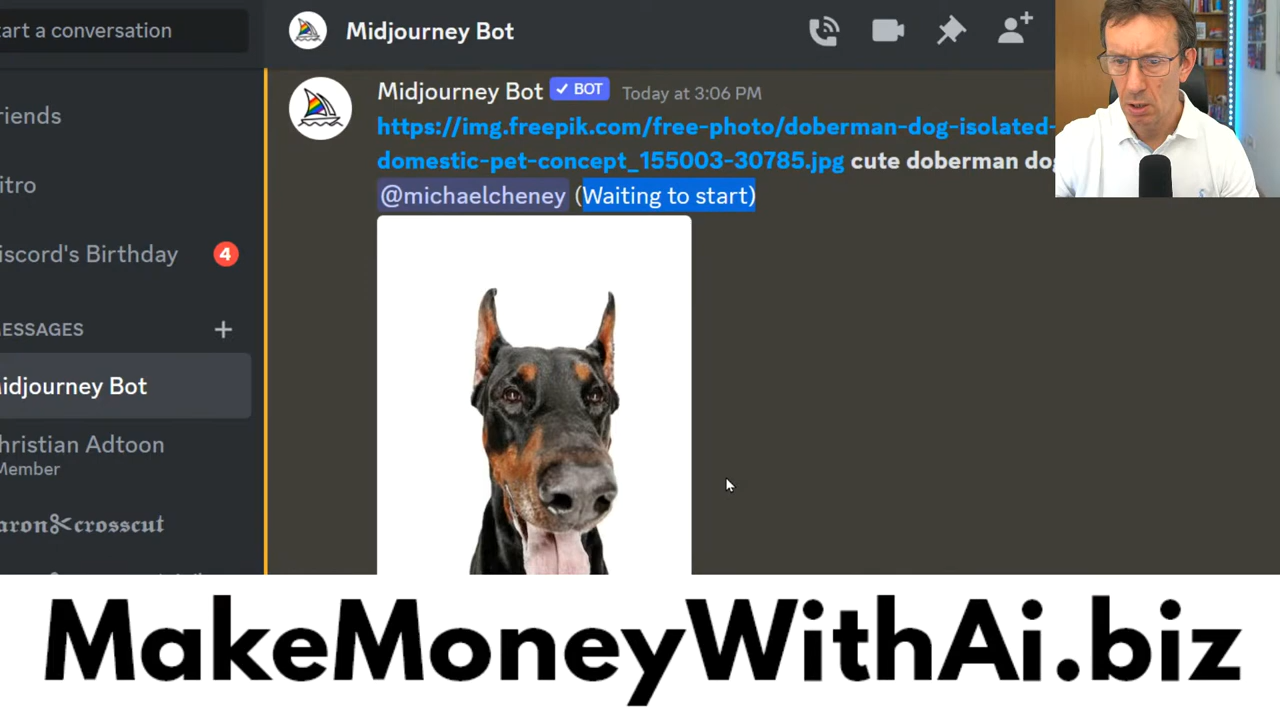 tart a conversation
Midjourney Bot
riends
itro
iscord's Birthday
4
ESSAGES
+
idjourney Bot
hristian Adtoon
Member
aron✂crosscut
Midjourney Bot ✓ BOT Today at 3:06 PM
https://img.freepik.com/free-photo/doberman-dog-isolated-
domestic-pet-concept_155003-30785.jpg cute doberman dog
@michaelcheney (Waiting to start)
MakeMoneyWithAi.biz